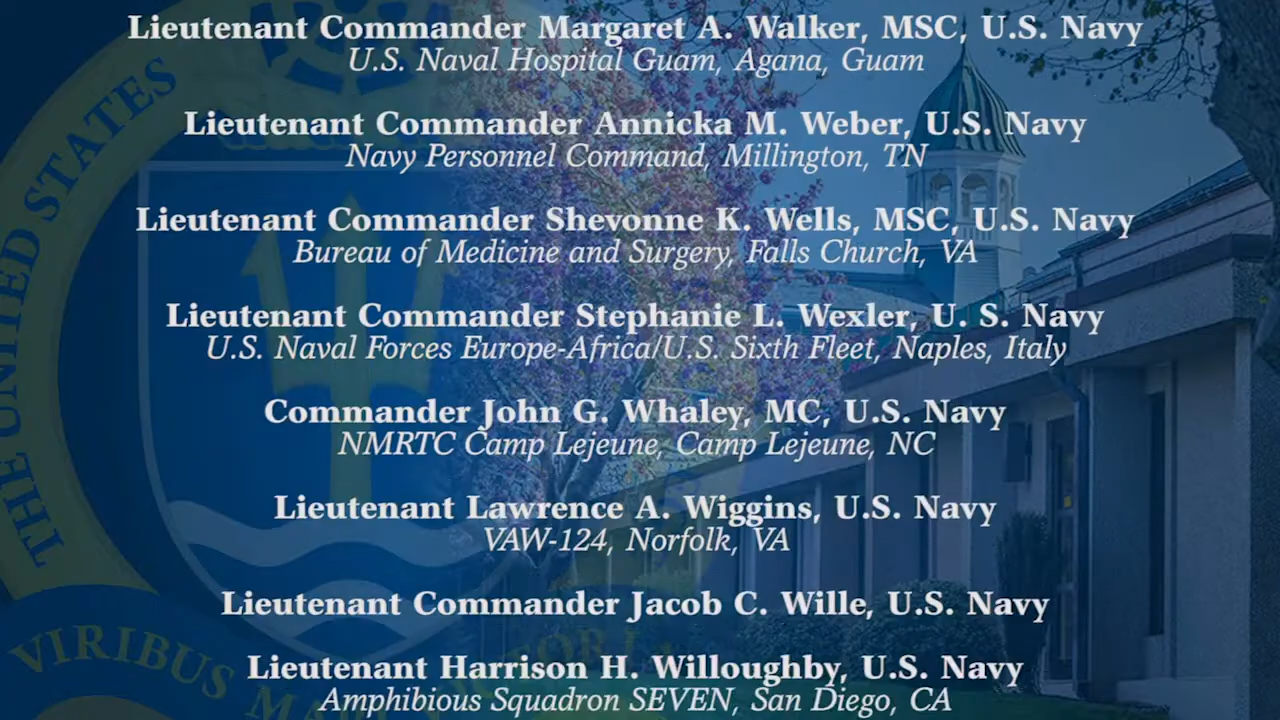 Lieutenant Commander Margaret A. Walker, MSC, U.S. Navy
U.S. Naval Hospital Guam, Agana, Guam
Lieutenant Commander Annicka M. Weber, U.S. Navy
Navy Personnel Command, Millington, TN
Lieutenant Commander Shevonne K. Wells, MSC, U.S. Navy
Bureau of Medicine and Surgery, Falls Church, VA
Lieutenant Commander Stephanie L. Wexler, U. S. Navy
U.S. Naval Forces Europe-Africa/U.S. Sixth Fleet, Naples, Italy
Commander John G. Whaley, MC, U.S. Navy
NMRTC Camp Lejeune, Camp Lejeune, NC
Lieutenant Lawrence A. Wiggins, U.S. Navy
VAW-124, Norfolk, VA
Lieutenant Commander Jacob C. Wille, U.S. Navy
Lieutenant Harrison H. Willoughby, U.S. Navy
Amphibious Squadron SEVEN, San Diego, CA
THE UNITED STATES
VIRIBUS